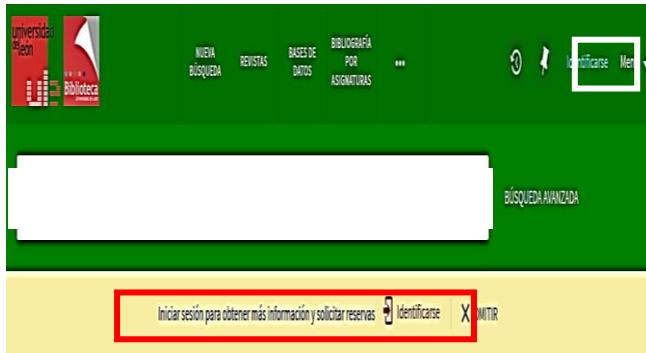 universidad
de león
Biblioteca
NUEVA
BÚSQUEDA
REVISTAS
BASES DE
DATOS
BIBLIOGRAFÍA
POR
ASIGNATURAS
•••
Identificarse
Men
BÚSQUEDA AVANZADA
Iniciar sesión para obtener más información y solicitar reservas
Identificarse
X OMITIR